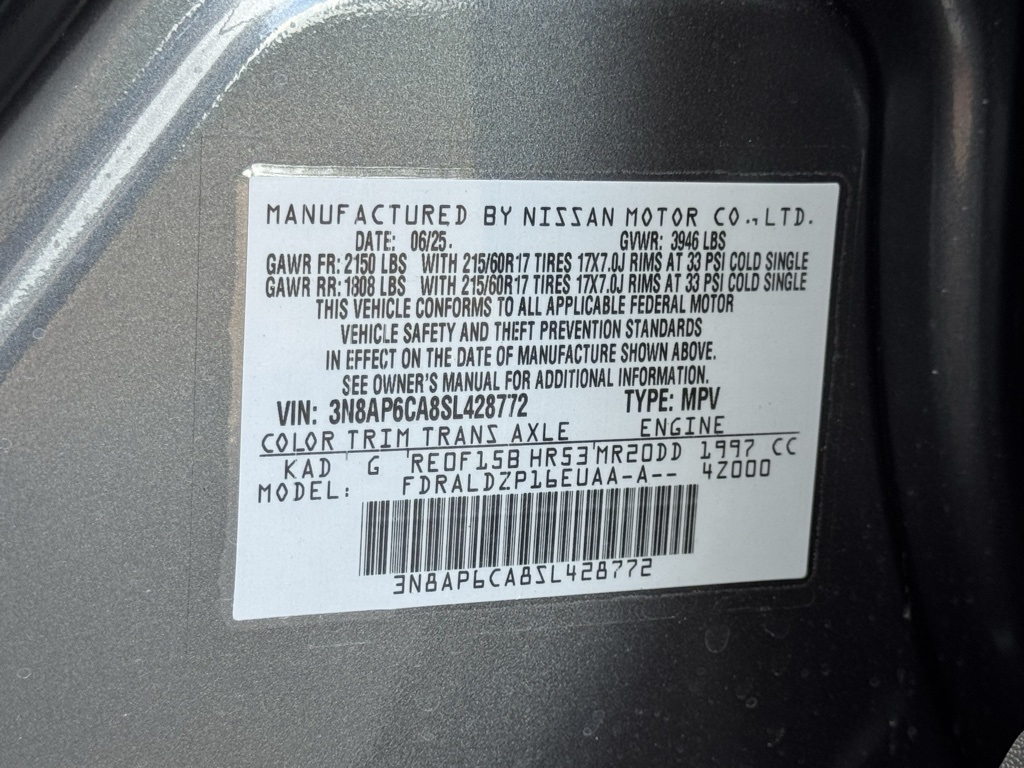 MANUFACTURED BY NISSAN MOTOR CO., LTD.
DATE: 06/25. GVWR: 3946 LBS
GAWR FR: 2150 LBS WITH 215/60R17 TIRES 17X7.0J RIMS AT 33 PSI COLD SINGLE
GAWR RR: 1808 LBS WITH 215/60R17 TIRES 17X7.0J RIMS AT 33 PSI COLD SINGLE
THIS VEHICLE CONFORMS TO ALL APPLICABLE FEDERAL MOTOR
VEHICLE SAFETY AND THEFT PREVENTION STANDARDS
IN EFFECT ON THE DATE OF MANUFACTURE SHOWN ABOVE.
SEE OWNER'S MANUAL FOR ADDITIONAL INFORMATION.
VIN: 3N8AP6CA8SL428772 TYPE: MPV
COLOR TRIM TRANS AXLE ENGINE
KAD G RE0F15B HR53 MR20DD 1997 CC
MODEL: FDRALDZP16EUAA-A-- 4Z000
3N8AP6CA8SL428772